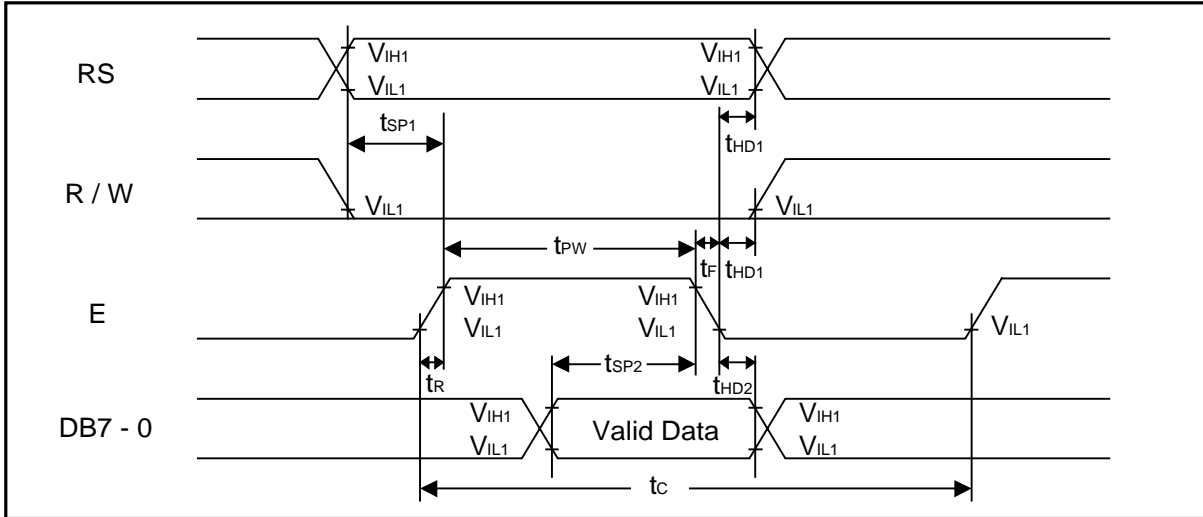 RS
VIH1
VIL1
VIH1
VIL1
tSP1
tHD1
R / W
VIL1
VIL1
tPW
tF
tHD1
E
VIH1
VIL1
VIH1
VIL1
VIL1
tR
tSP2
tHD2
DB7 - 0
VIH1
VIL1
Valid Data
VIH1
VIL1
tC